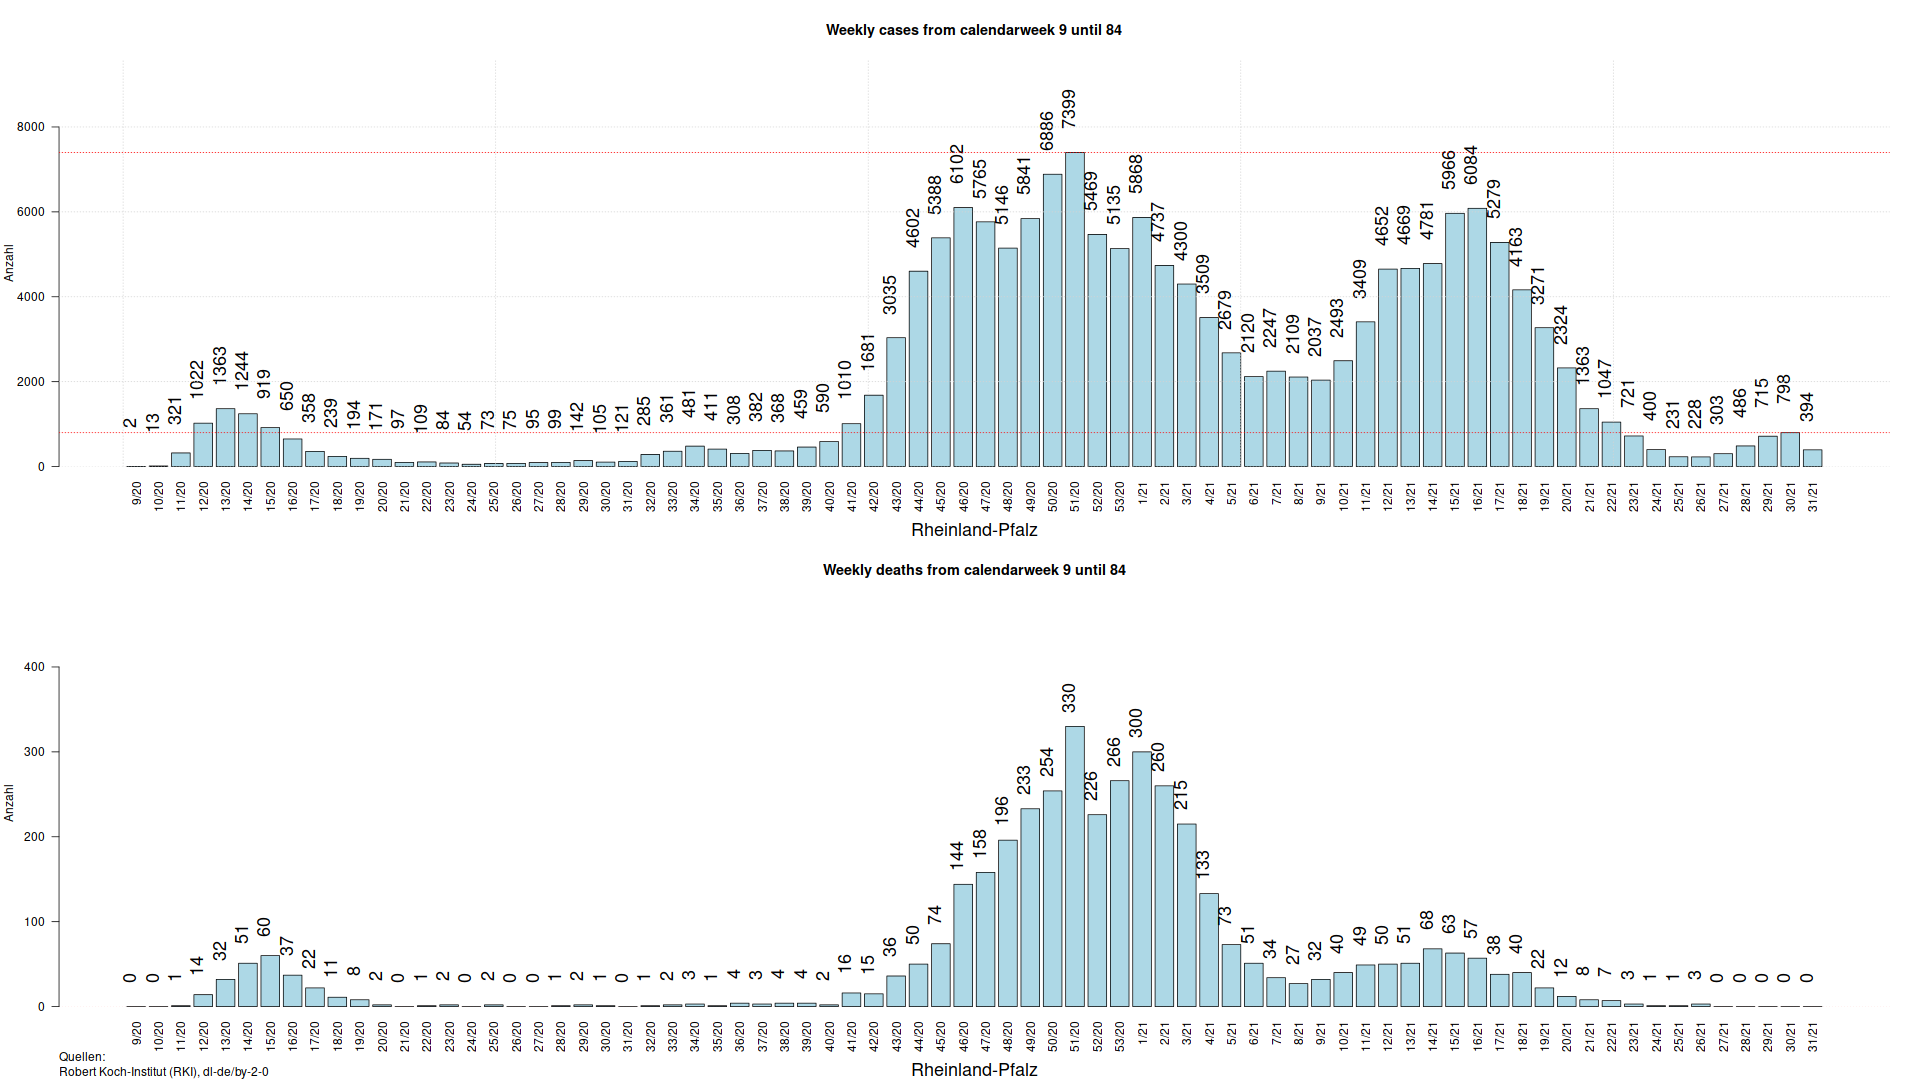 Weekly cases from calendarweek 9 until 84
Anzahl
8000
6000
4000
2000
0
2 13 321 1022 1363 1244 919 650 358 239 194 171 97 109 84 54 73 75 95 99 142 105 121 285 361 481 411 308 382 368 459 590 1010 1681 3035 4602 5388 6102 5765 5146 5841 6886 7399 5469 5135 5868 4737 4300 3509 2679 2120 2247 2109 2037 2493 3409 4652 4669 4781 5966 6084 5279 4163 3271 2324 1363 1047 721 400 231 228 303 486 715 798 394
9/20 10/20 11/20 12/20 13/20 14/20 15/20 16/20 17/20 18/20 19/20 20/20 21/20 22/20 23/20 24/20 25/20 26/20 27/20 28/20 29/20 30/20 31/20 32/20 33/20 34/20 35/20 36/20 37/20 38/20 39/20 40/20 41/20 42/20 43/20 44/20 45/20 46/20 47/20 48/20 49/20 50/20 51/20 52/20 53/20 1/21 2/21 3/21 4/21 5/21 6/21 7/21 8/21 9/21 10/21 11/21 12/21 13/21 14/21 15/21 16/21 17/21 18/21 19/21 20/21 21/21 22/21 23/21 24/21 25/21 26/21 27/21 28/21 29/21 30/21 31/21
Rheinland-Pfalz
Weekly deaths from calendarweek 9 until 84
Anzahl
400
300
200
100
0
0 0 1 14 32 51 60 37 22 11 8 2 0 1 2 0 2 0 0 1 2 1 0 1 2 3 1 4 3 4 4 2 16 15 36 50 74 144 158 196 233 254 330 226 266 300 260 215 133 73 51 34 27 32 40 49 50 51 68 63 57 38 40 22 12 8 7 3 1 1 3 0 0 0 0 0
9/20 10/20 11/20 12/20 13/20 14/20 15/20 16/20 17/20 18/20 19/20 20/20 21/20 22/20 23/20 24/20 25/20 26/20 27/20 28/20 29/20 30/20 31/20 32/20 33/20 34/20 35/20 36/20 37/20 38/20 39/20 40/20 41/20 42/20 43/20 44/20 45/20 46/20 47/20 48/20 49/20 50/20 51/20 52/20 53/20 1/21 2/21 3/21 4/21 5/21 6/21 7/21 8/21 9/21 10/21 11/21 12/21 13/21 14/21 15/21 16/21 17/21 18/21 19/21 20/21 21/21 22/21 23/21 24/21 25/21 26/21 27/21 28/21 29/21 30/21 31/21
Quellen:
Robert Koch-Institut (RKI), dl-de/by-2-0
Rheinland-Pfalz